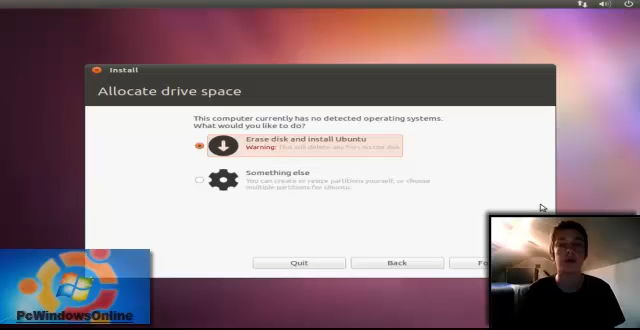 Install
Allocate drive space
This computer currently has no detected operating systems.
What would you like to do?
Erase disk and install Ubuntu
Warning: This will delete any files on the disk.
Something else
You can create or resize partitions yourself, or choose
multiple partitions for Ubuntu.
Quit
Back
Fo
PcWindowsOnline